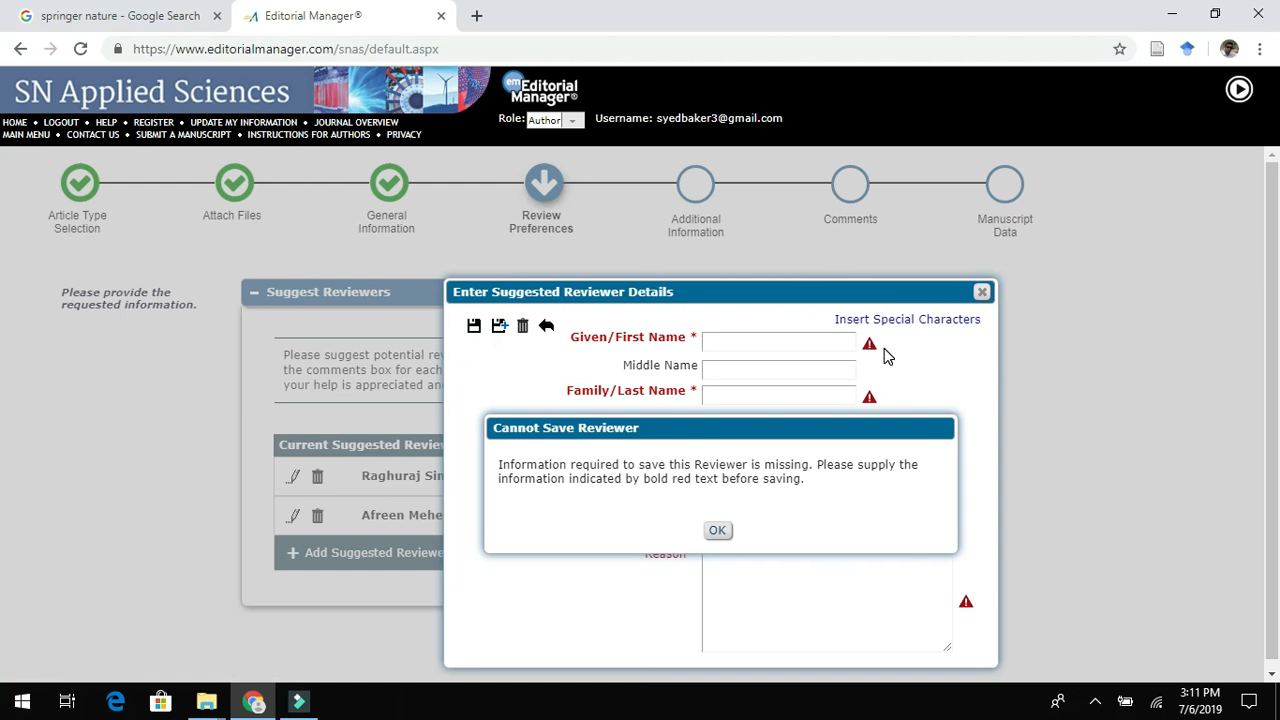 springer nature - Google Search
Editorial Manager®
https://www.editorialmanager.com/snas/default.aspx
SN Applied Sciences
em Editorial
Manager®
HOME • LOGOUT • HELP • REGISTER • UPDATE MY INFORMATION • JOURNAL OVERVIEW
MAIN MENU • CONTACT US • SUBMIT A MANUSCRIPT • INSTRUCTIONS FOR AUTHORS • PRIVACY
Role: Author Username: syedbaker3@gmail.com
Article Type
Selection
Attach Files
General
Information
Review
Preferences
Additional
Information
Comments
Manuscript
Data
Please provide the
requested information.
Suggest Reviewers
Please suggest potential
the comments box for each
your help is appreciated and
Current Suggested
Raghuraj
Afreen
Add Suggested
Enter Suggested Reviewer Details
Insert Special Characters
Given/First Name *
Middle Name
Family/Last Name *
Cannot Save Reviewer
Information required to save this Reviewer is missing. Please supply the
information indicated by bold red text before saving.
OK
Reason
3:11 PM
7/6/2019